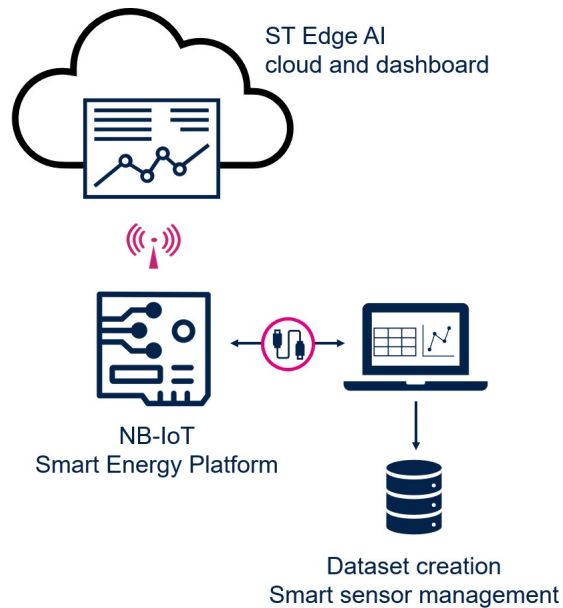 ST Edge AI
cloud and dashboard
NB-IoT
Smart Energy Platform
Dataset creation
Smart sensor management